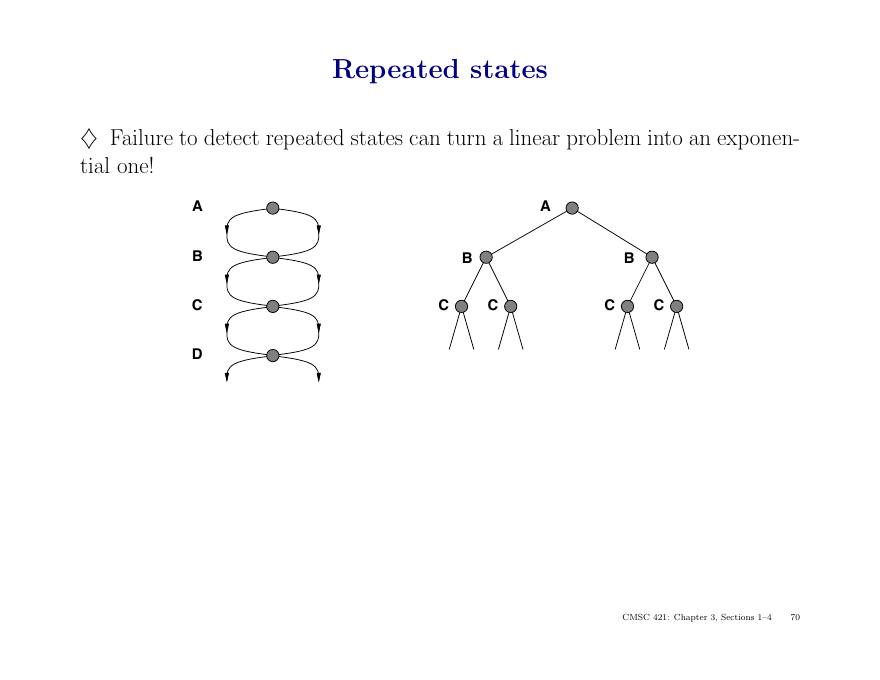 Repeated states
♢ Failure to detect repeated states can turn a linear problem into an exponen-
tial one!
A
A
B
B
B
C
C
C
C
C
D
CMSC 421: Chapter 3, Sections 1–4 70